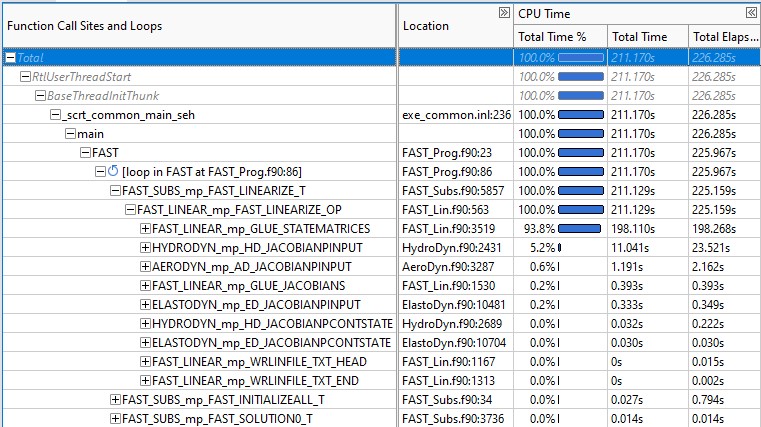 Function Call Sites and Loops Location CPU Time
Total Time % Total Time Total Elaps...
Total 100.0% 211.170s 226.285s
RtlUserThreadStart 100.0% 211.170s 226.285s
BaseThreadInitThunk 100.0% 211.170s 226.285s
_scrt_common_main_seh exe_common.inl:236 100.0% 211.170s 226.285s
main 100.0% 211.170s 226.285s
FAST FAST_Prog.f90:23 100.0% 211.170s 225.967s
[loop in FAST at FAST_Prog.f90:86] FAST_Prog.f90:86 100.0% 211.170s 225.967s
FAST_SUBS_mp_FAST_LINEARIZE_T FAST_Subs.f90:5857 100.0% 211.129s 225.159s
FAST_LINEAR_mp_FAST_LINEARIZE_OP FAST_Lin.f90:563 100.0% 211.129s 225.159s
FAST_LINEAR_mp_GLUE_STATEMATRICES FAST_Lin.f90:3519 93.8% 198.110s 198.268s
HYDRODYN_mp_HD_JACOBIANPINPUT HydroDyn.f90:2431 5.2% 11.041s 23.521s
AERODYN_mp_AD_JACOBIANPINPUT AeroDyn.f90:3287 0.6% 1.191s 2.162s
FAST_LINEAR_mp_GLUE_JACOBIANS FAST_Lin.f90:1530 0.2% 0.393s 0.393s
ELASTODYN_mp_ED_JACOBIANPINPUT ElastoDyn.f90:10481 0.2% 0.333s 0.349s
HYDRODYN_mp_HD_JACOBIANPCONTSTATE HydroDyn.f90:2689 0.0% 0.032s 0.222s
ELASTODYN_mp_ED_JACOBIANPCONTSTATE ElastoDyn.f90:10704 0.0% 0.030s 0.030s
FAST_LINEAR_mp_WRLINFILE_TXT_HEAD FAST_Lin.f90:1167 0.0% 0s 0.015s
FAST_LINEAR_mp_WRLINFILE_TXT_END FAST_Lin.f90:1313 0.0% 0s 0.002s
FAST_SUBS_mp_FAST_INITIALIZEALL_T FAST_Subs.f90:34 0.0% 0.027s 0.794s
FAST_SUBS_mp_FAST_SOLUTION0_T FAST_Subs.f90:3736 0.0% 0.014s 0.014s